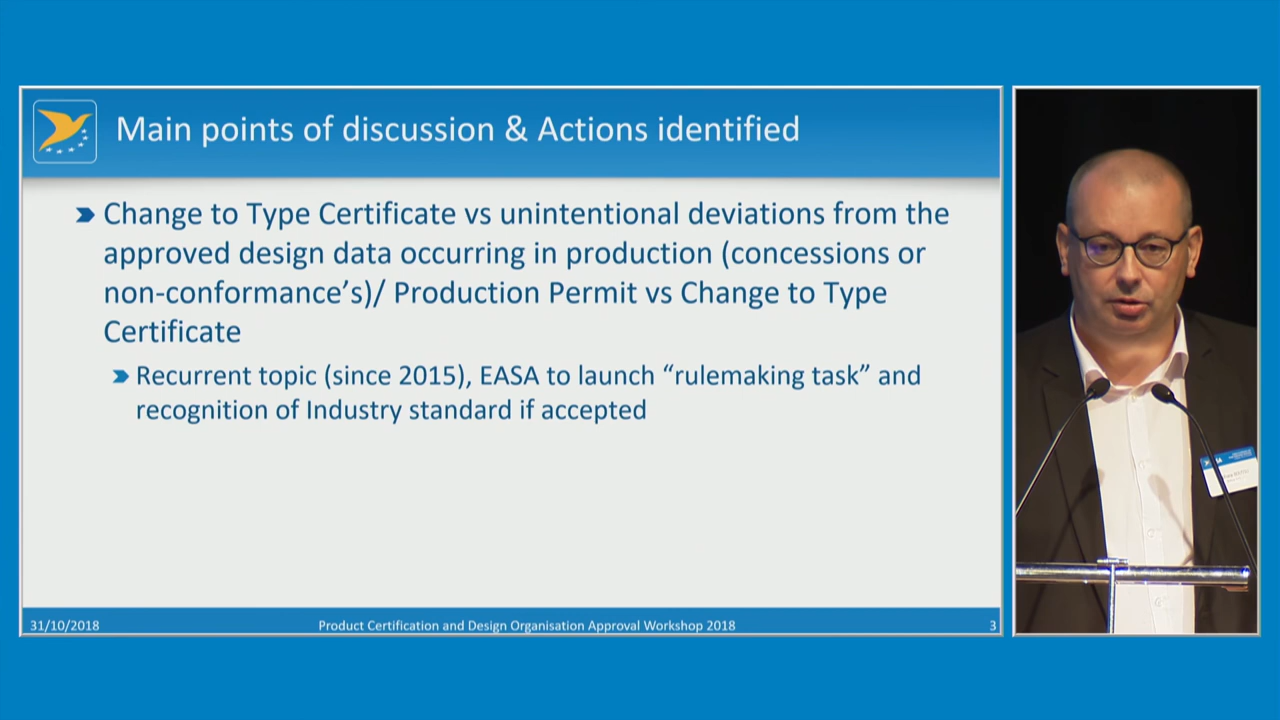 Main points of discussion & Actions identified
Change to Type Certificate vs unintentional deviations from the
approved design data occurring in production (concessions or
non-conformance’s)/ Production Permit vs Change to Type
Certificate
Recurrent topic (since 2015), EASA to launch “rulemaking task” and
recognition of Industry standard if accepted
31/10/2018
Product Certification and Design Organisation Approval Workshop 2018
3